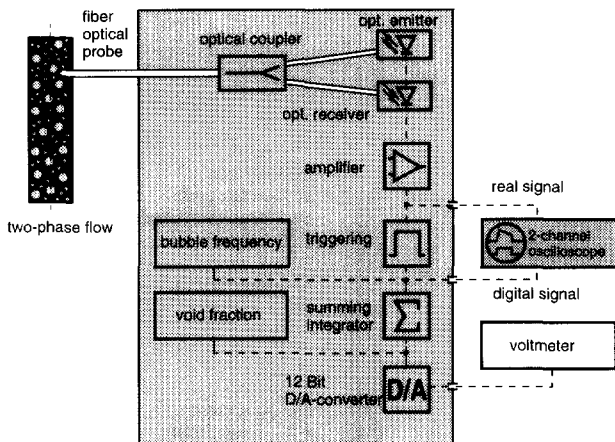 fiber
optical
probe
optical coupler
opt. emitter
opt. receiver
amplifier
real signal
two-phase flow
bubble frequency
triggering
2-channel
oscilloscope
digital signal
void fraction
summing
integrator
voltmeter
12 Bit
D/A-converter
D/A